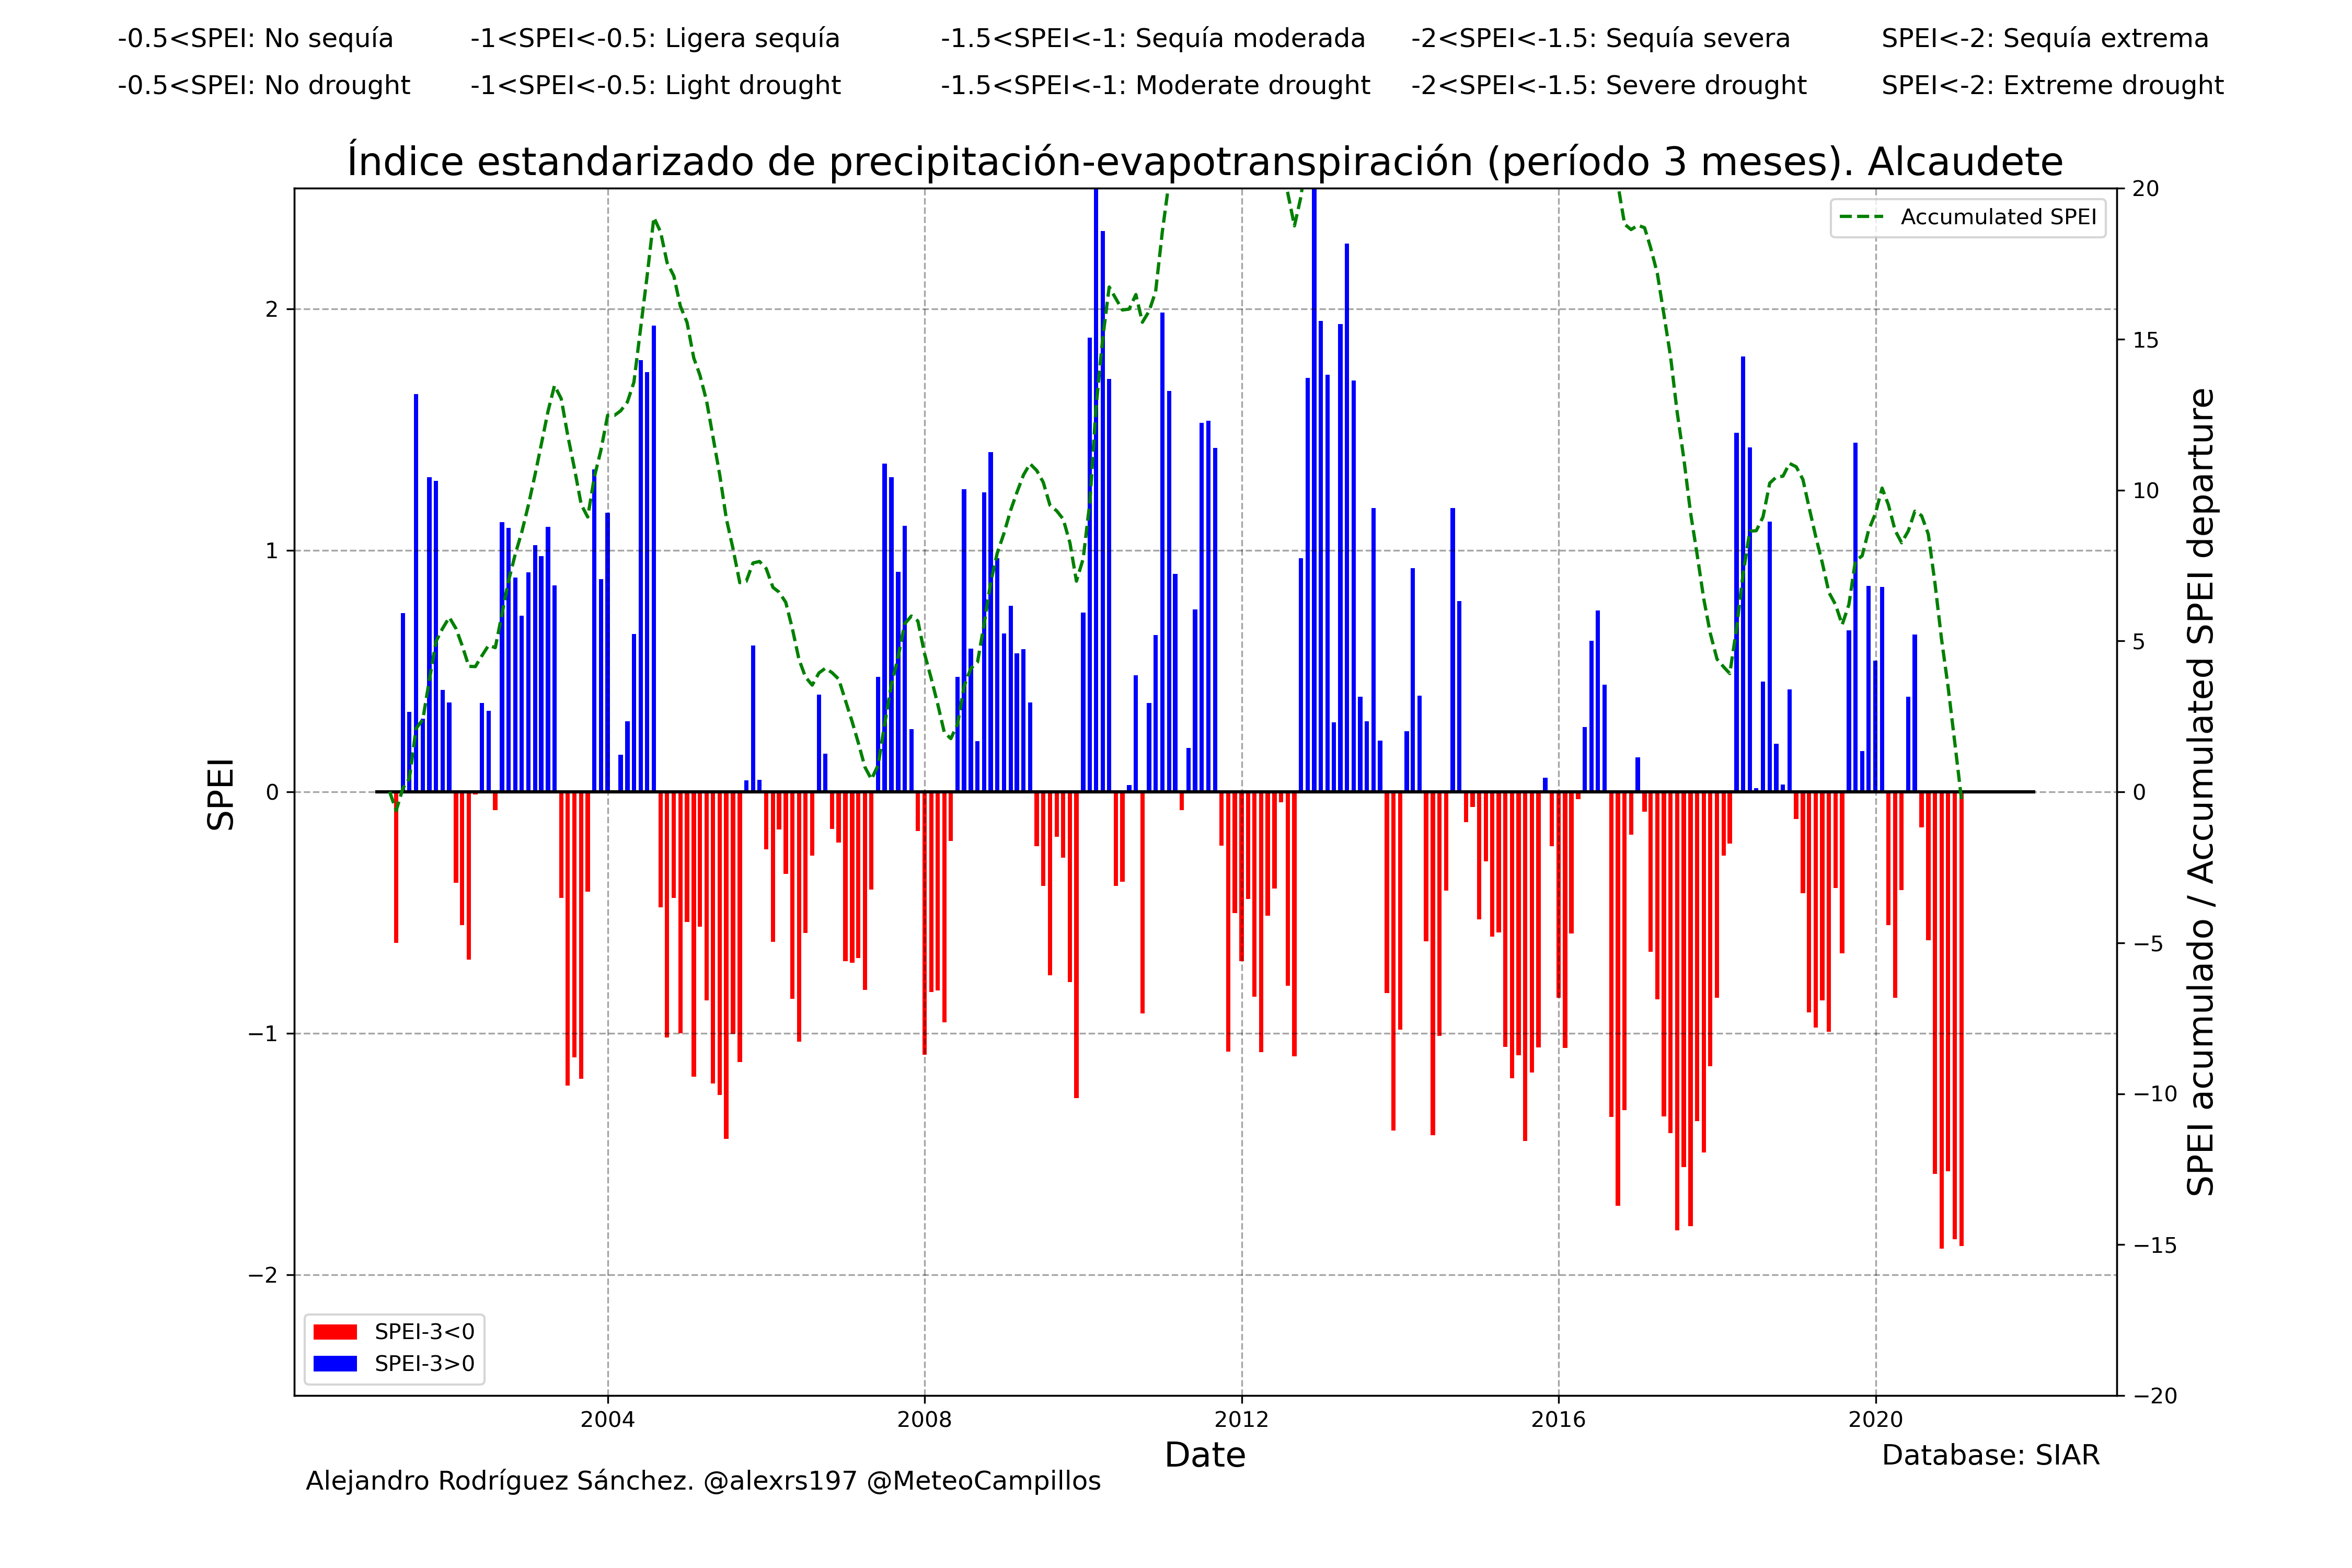 -0.5<SPEI: No sequía -1<SPEI<-0.5: Ligera sequía -1.5<SPEI<-1: Sequía moderada -2<SPEI<-1.5: Sequía severa SPEI<-2: Sequía extrema
-0.5<SPEI: No drought -1<SPEI<-0.5: Light drought -1.5<SPEI<-1: Moderate drought -2<SPEI<-1.5: Severe drought SPEI<-2: Extreme drought
Índice estandarizado de precipitación-evapotranspiración (período 3 meses). Alcaudete
Accumulated SPEI
SPEI
2
1
0
−1
−2
20
15
10
5
0
−5
−10
−15
−20
SPEI acumulado / Accumulated SPEI departure
SPEI-3<0
SPEI-3>0
2004 2008 2012 2016 2020
Date
Database: SIAR
Alejandro Rodríguez Sánchez. @alexrs197 @MeteoCampillos